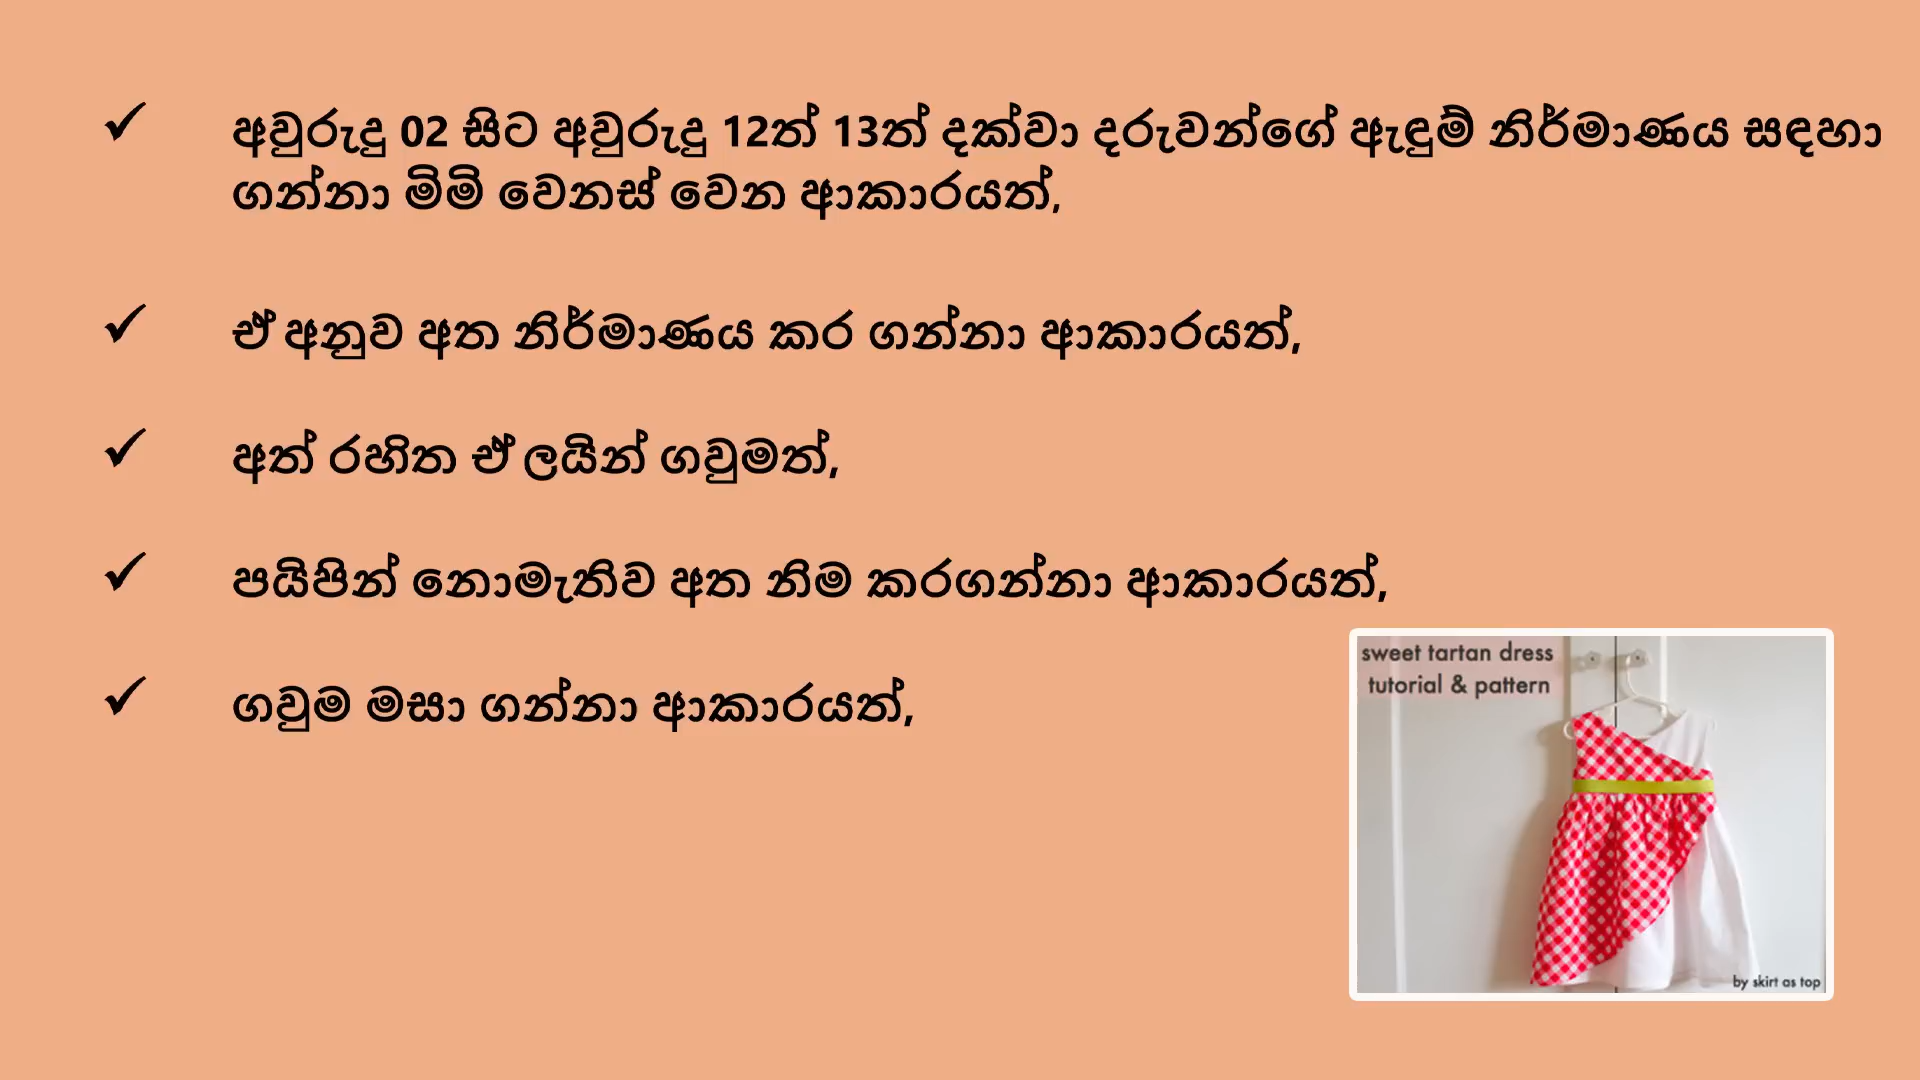 අවුරුදු 02 සිට අවුරුදු 12ත් 13ත් දක්වා දරුවන්ගේ ඇඳුම් නිර්මාණය සඳහා
ගන්නා මිමි වෙනස් වෙන ආකාරයත්,
ඒ අනුව අත නිර්මාණය කර ගන්නා ආකාරයත්,
අත් රහිත ඒ ලයින් ගවුමත්,
පයිපින් නොමැතිව අත නිම කරගන්නා ආකාරයත්,
ගවුම මසා ගන්නා ආකාරයත්,
sweet tartan dress
tutorial & pattern
by skirt as top